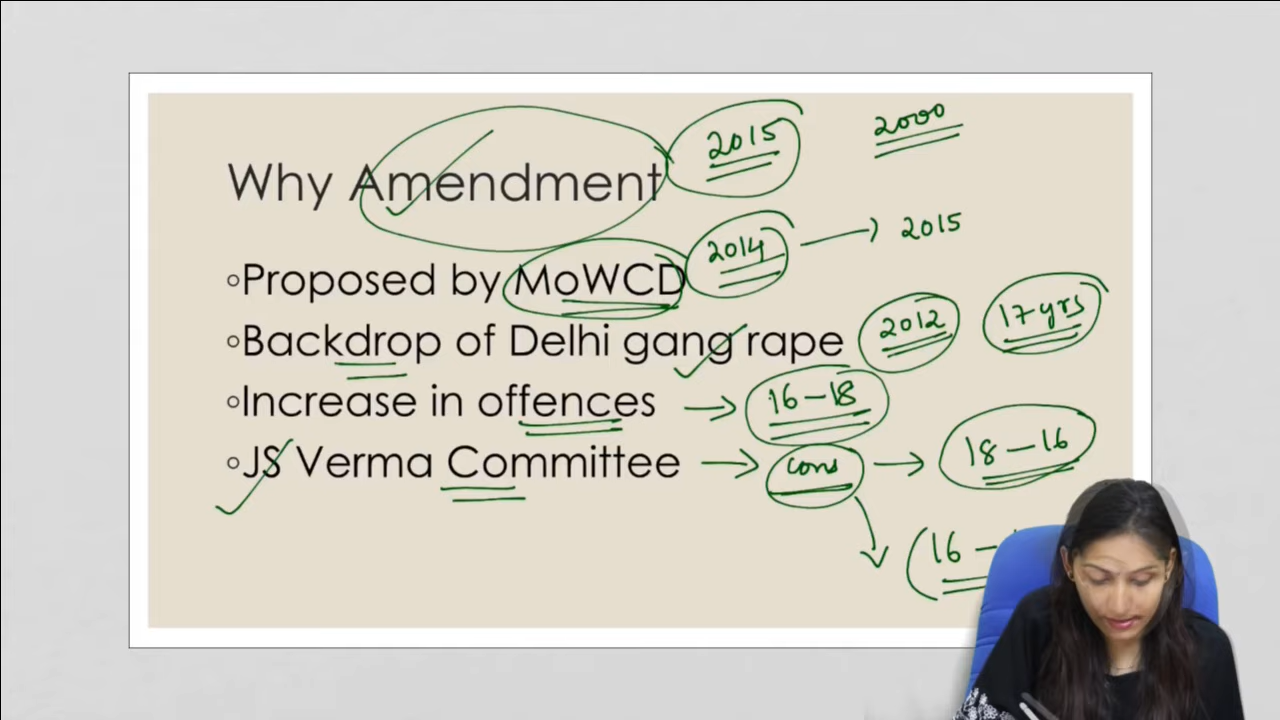 Why Amendment 2015 2000
◦Proposed by MoWCD 2014 → 2015
◦Backdrop of Delhi gang rape 2012 17 yrs
◦Increase in offences → 16 – 18
◦JS Verma Committee → cons → 18 – 16
(16 –